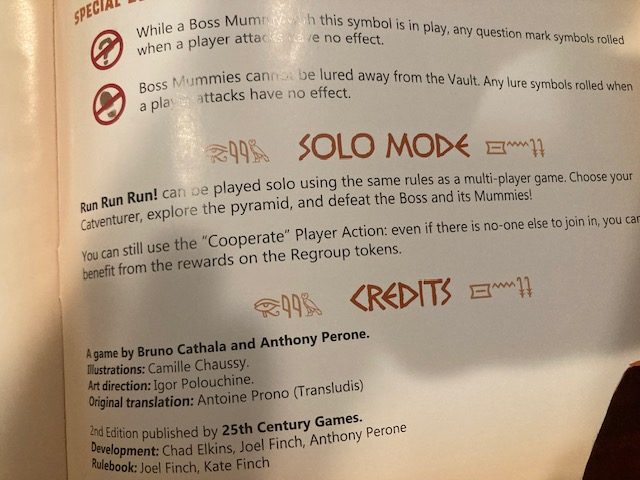 SPECIAL
While a Boss Mummy with this symbol is in play, any question mark symbols rolled
when a player attacks have no effect.
Boss Mummies cannot be lured away from the Vault. Any lure symbols rolled when
a player attacks have no effect.
SOLO MODE
Run Run Run! can be played solo using the same rules as a multi-player game. Choose your
Catventurer, explore the pyramid, and defeat the Boss and its Mummies!
You can still use the “Cooperate” Player Action: even if there is no-one else to join in, you can
benefit from the rewards on the Regroup tokens.
CREDITS
A game by Bruno Cathala and Anthony Perone.
Illustrations: Camille Chaussy.
Art direction: Igor Polouchine.
Original translation: Antoine Prono (Transludis)
2nd Edition published by 25th Century Games.
Development: Chad Elkins, Joel Finch, Anthony Perone
Rulebook: Joel Finch, Kate Finch